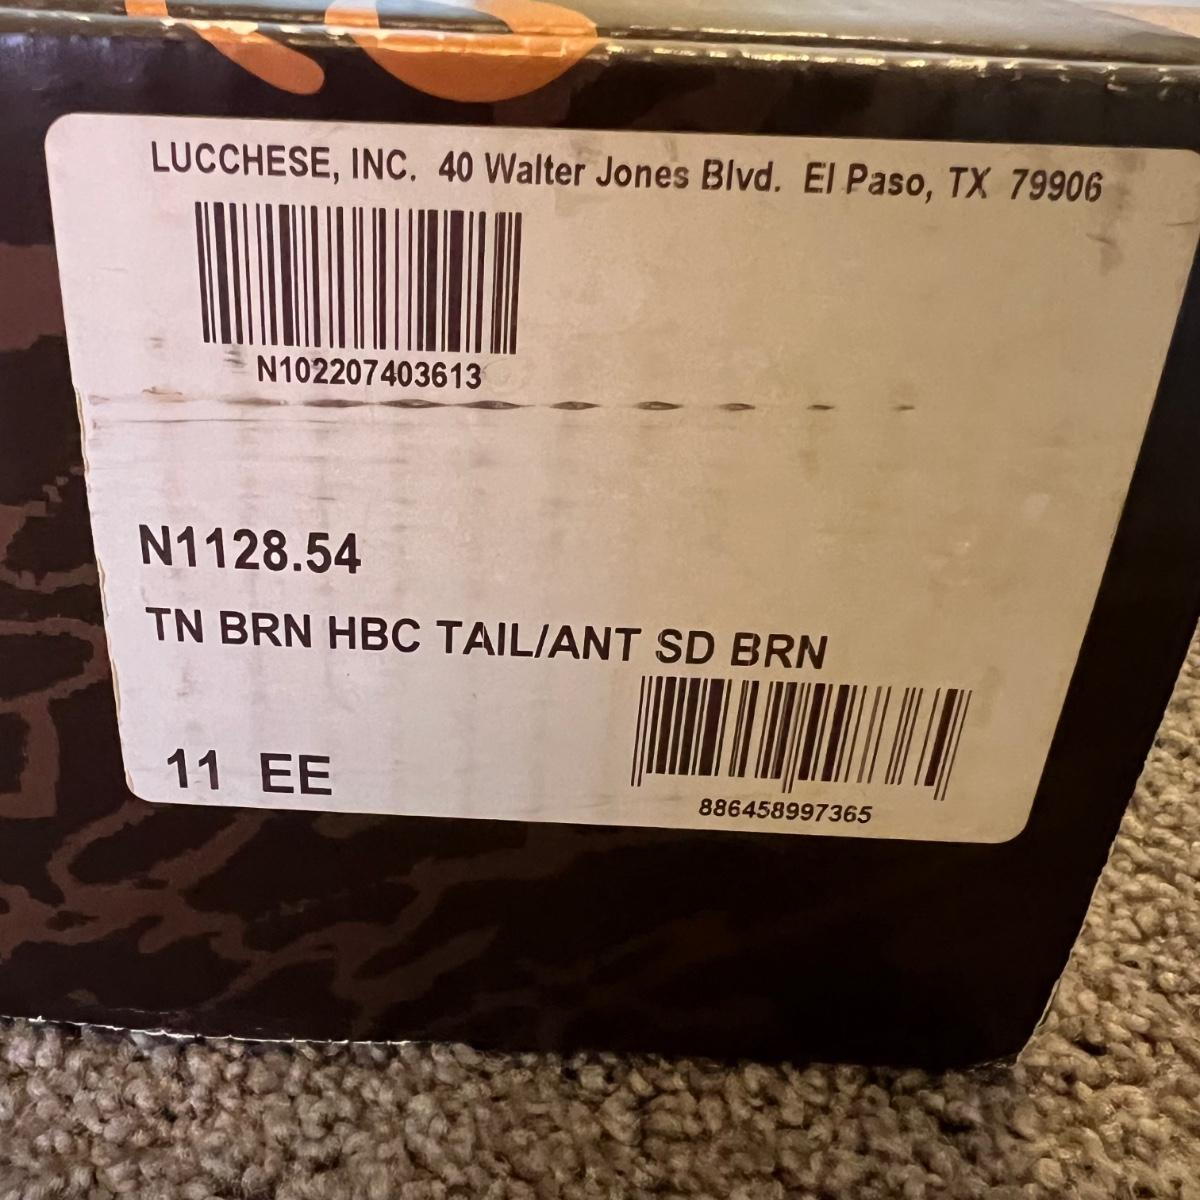 LUCCHESE, INC. 40 Walter Jones Blvd. El Paso, TX 79906
N102207403613
N1128.54
TN BRN HBC TAIL/ANT SD BRN
11 EE
886458997365